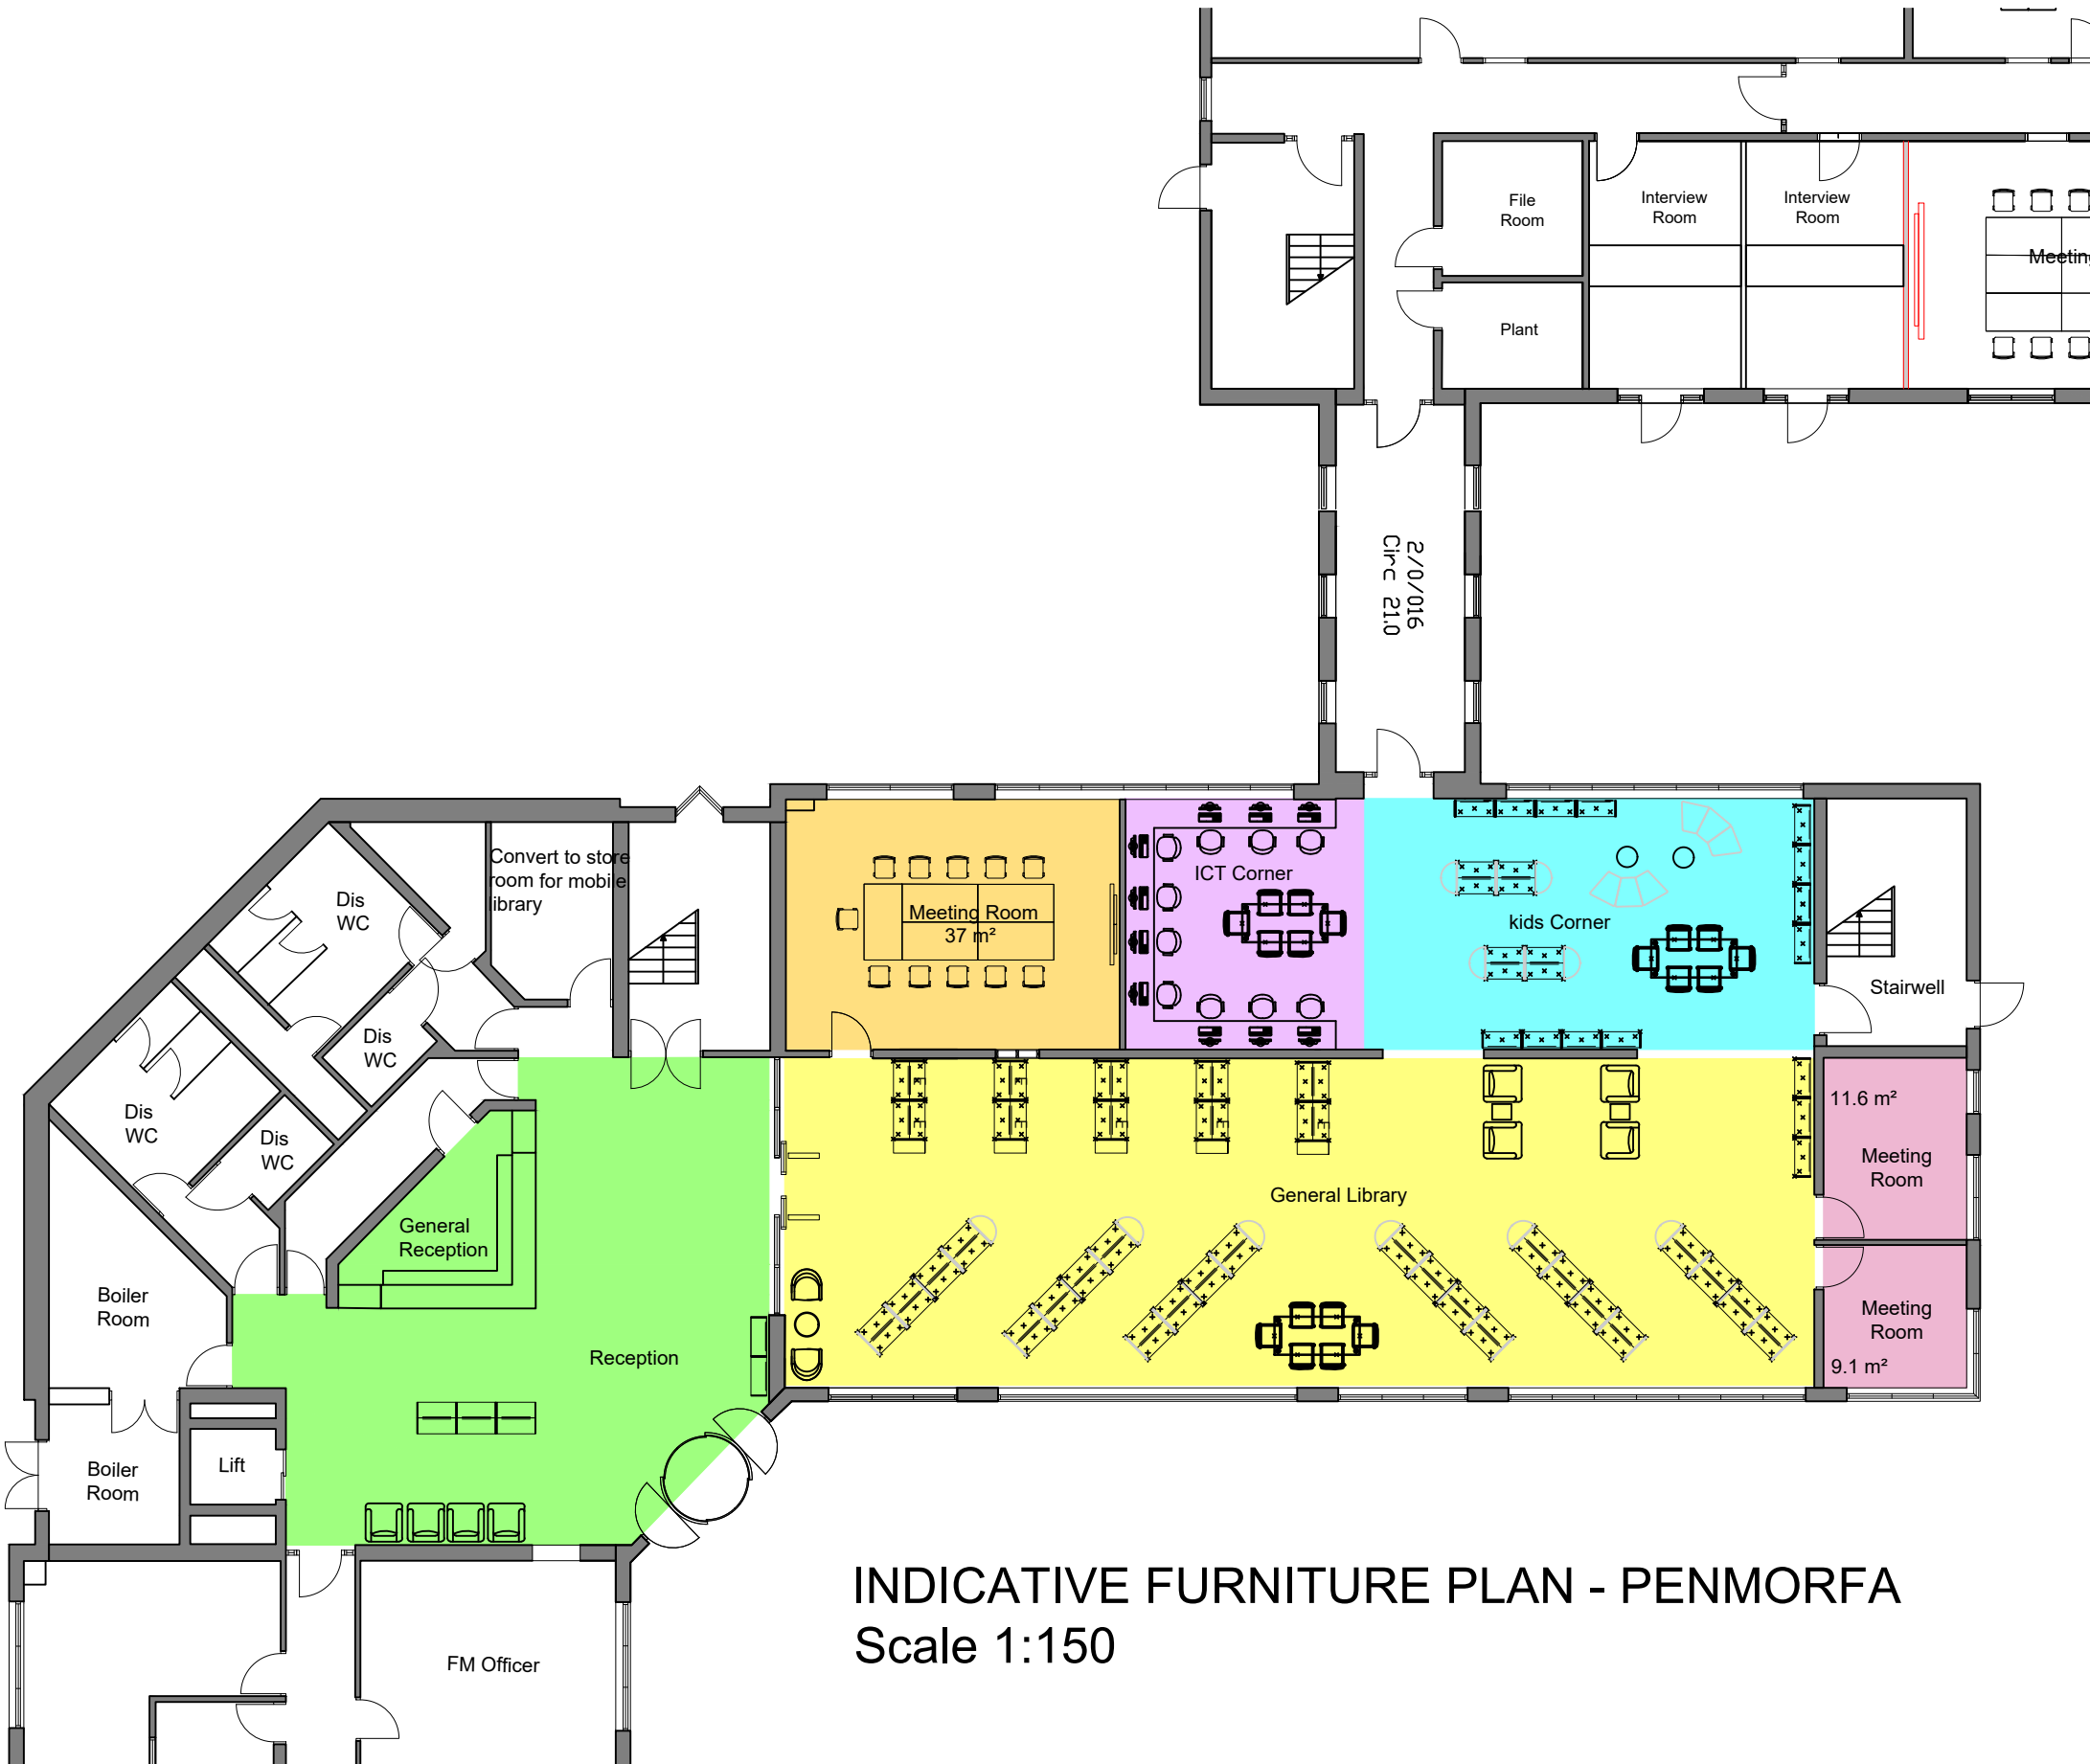 File
Room
Interview
Room
Interview
Room
Meeting
Plant
2/0/016
Circ 21.0
Convert to store
room for mobile
library
Dis
WC
Meeting Room
37 m²
ICT Corner
kids Corner
Stairwell
Dis
WC
Dis
WC
Dis
WC
11.6 m²
Meeting
Room
General Library
General
Reception
Boiler
Room
Meeting
Room
9.1 m²
Reception
Lift
Boiler
Room
FM Officer
INDICATIVE FURNITURE PLAN - PENMORFA
Scale 1:150